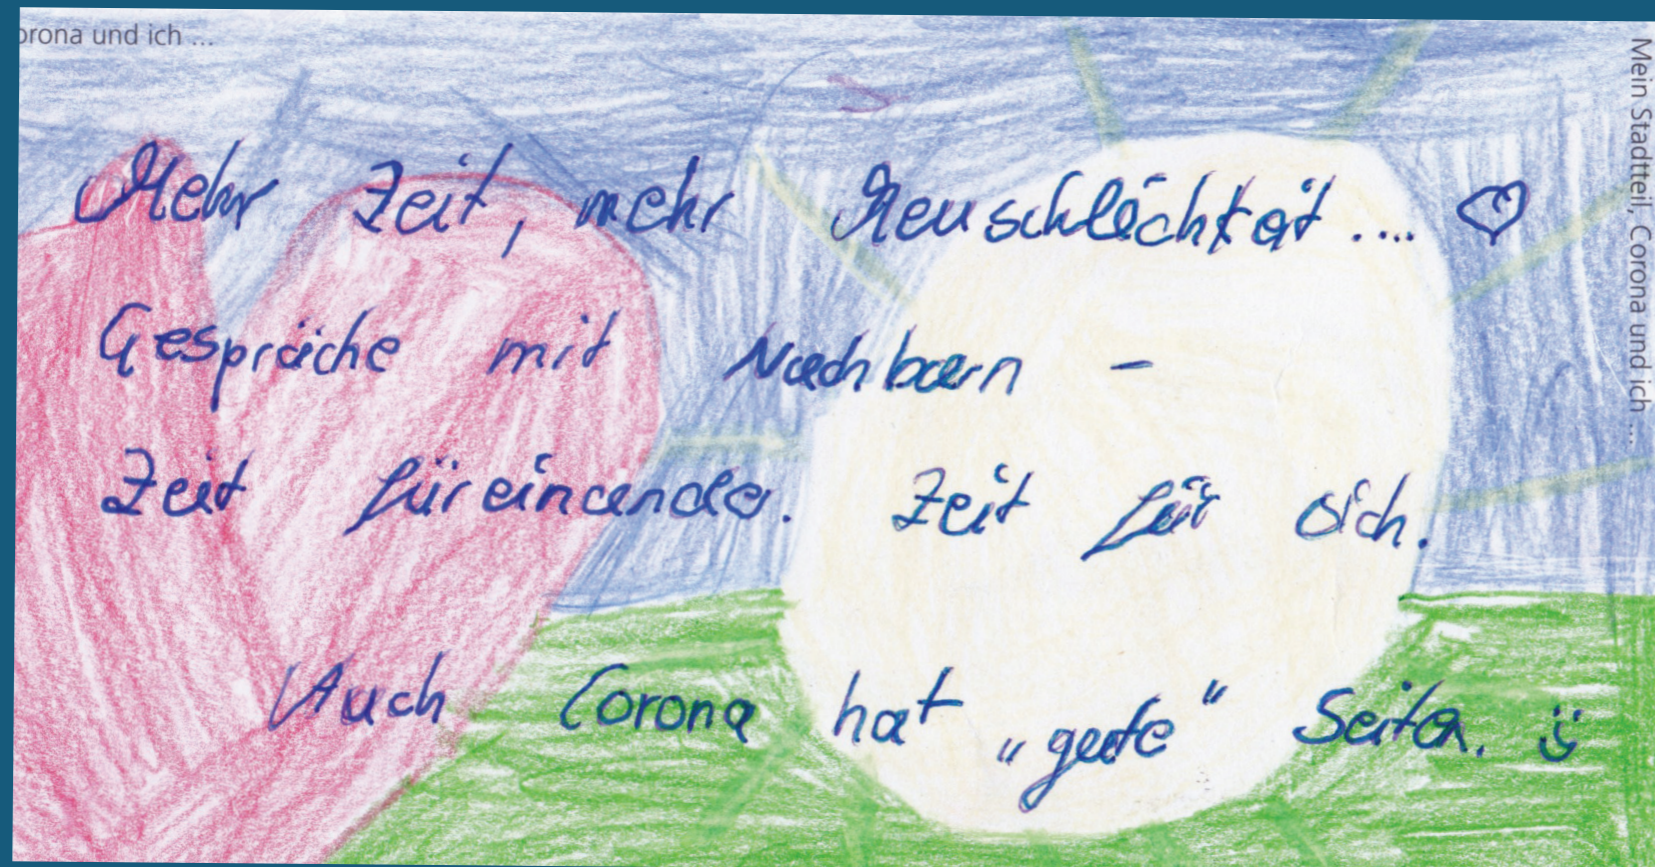 orona und ich ...
Mein Stadtteil, Corona und ich ...
Mehr Zeit, mehr Menschlichkeit .... ♡
Gespräche mit Nachbarn –
Zeit füreinander. Zeit für sich.
Auch Corona hat „gute“ Seiten. ☺